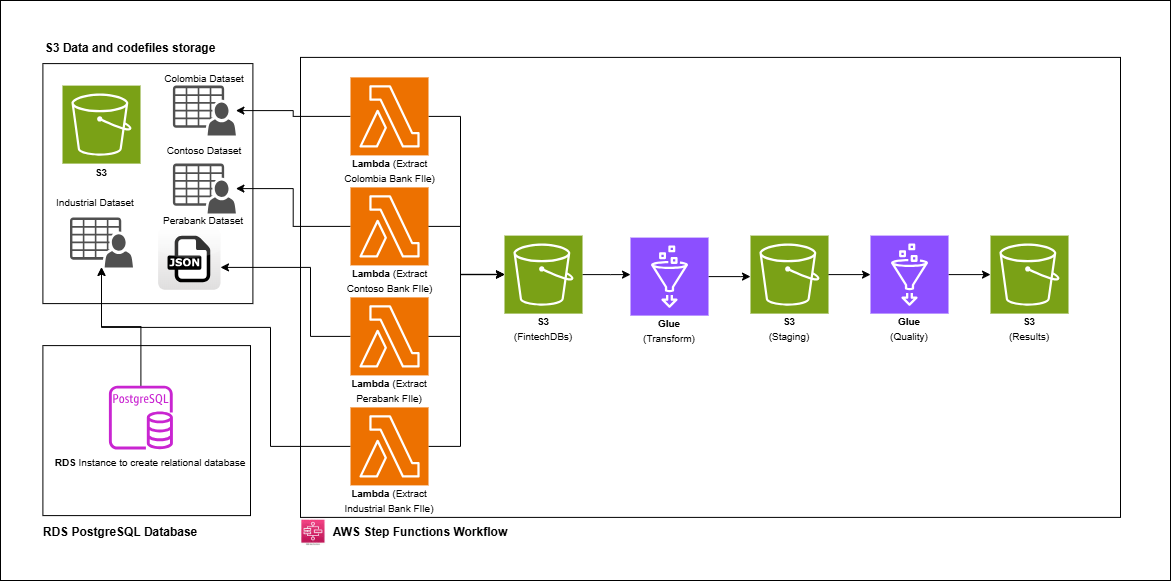 S3 Data and codefiles storage
Colombia Dataset
S3
Contoso Dataset
Industrial Dataset
Perabank Dataset
JSON
PostgreSQL
RDS Instance to create relational database
RDS PostgreSQL Database
Lambda (Extract
Colombia Bank FIle)
Lambda (Extract
Contoso Bank FIle)
Lambda (Extract
Perabank FIle)
Lambda (Extract
Industrial Bank FIle)
S3
(FintechDBs)
Glue
(Transform)
S3
(Staging)
Glue
(Quality)
S3
(Results)
AWS Step Functions Workflow